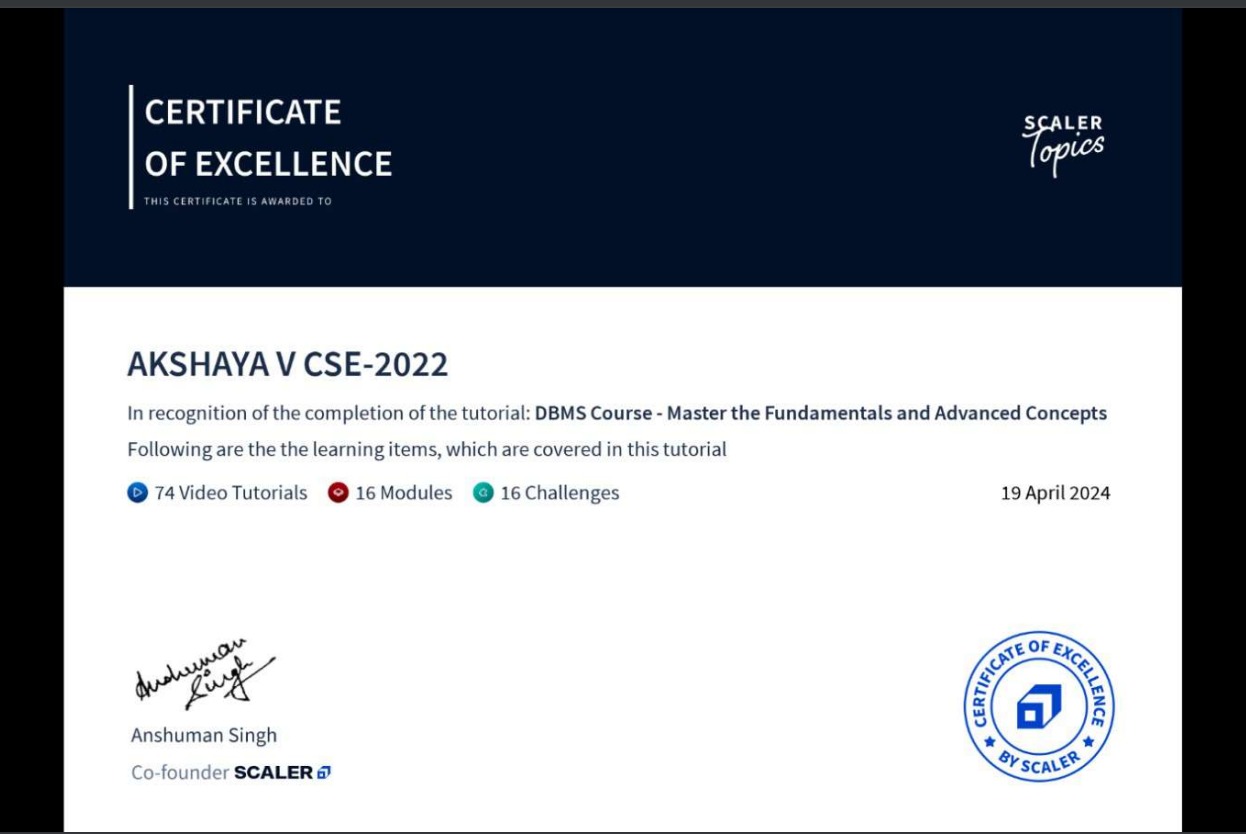 CERTIFICATE
OF EXCELLENCE
THIS CERTIFICATE IS AWARDED TO
SCALER
Topics
AKSHAYA V CSE-2022
In recognition of the completion of the tutorial: DBMS Course - Master the Fundamentals and Advanced Concepts
Following are the the learning items, which are covered in this tutorial
74 Video Tutorials 16 Modules 16 Challenges 19 April 2024
Anshuman
Singh
Anshuman Singh
Co-founder SCALER
CERTIFICATE OF EXCELLENCE
BY SCALER